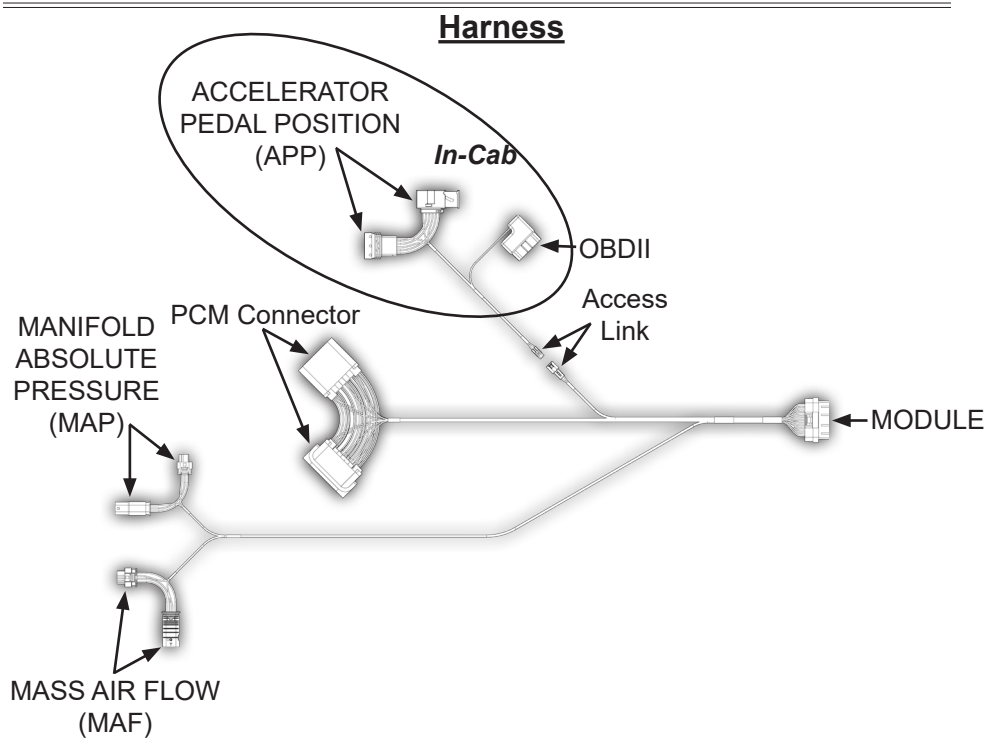 Harness
ACCELERATOR
PEDAL POSITION
(APP)
In-Cab
OBDII
Access
Link
PCM Connector
MANIFOLD
ABSOLUTE
PRESSURE
(MAP)
MODULE
MASS AIR FLOW
(MAF)